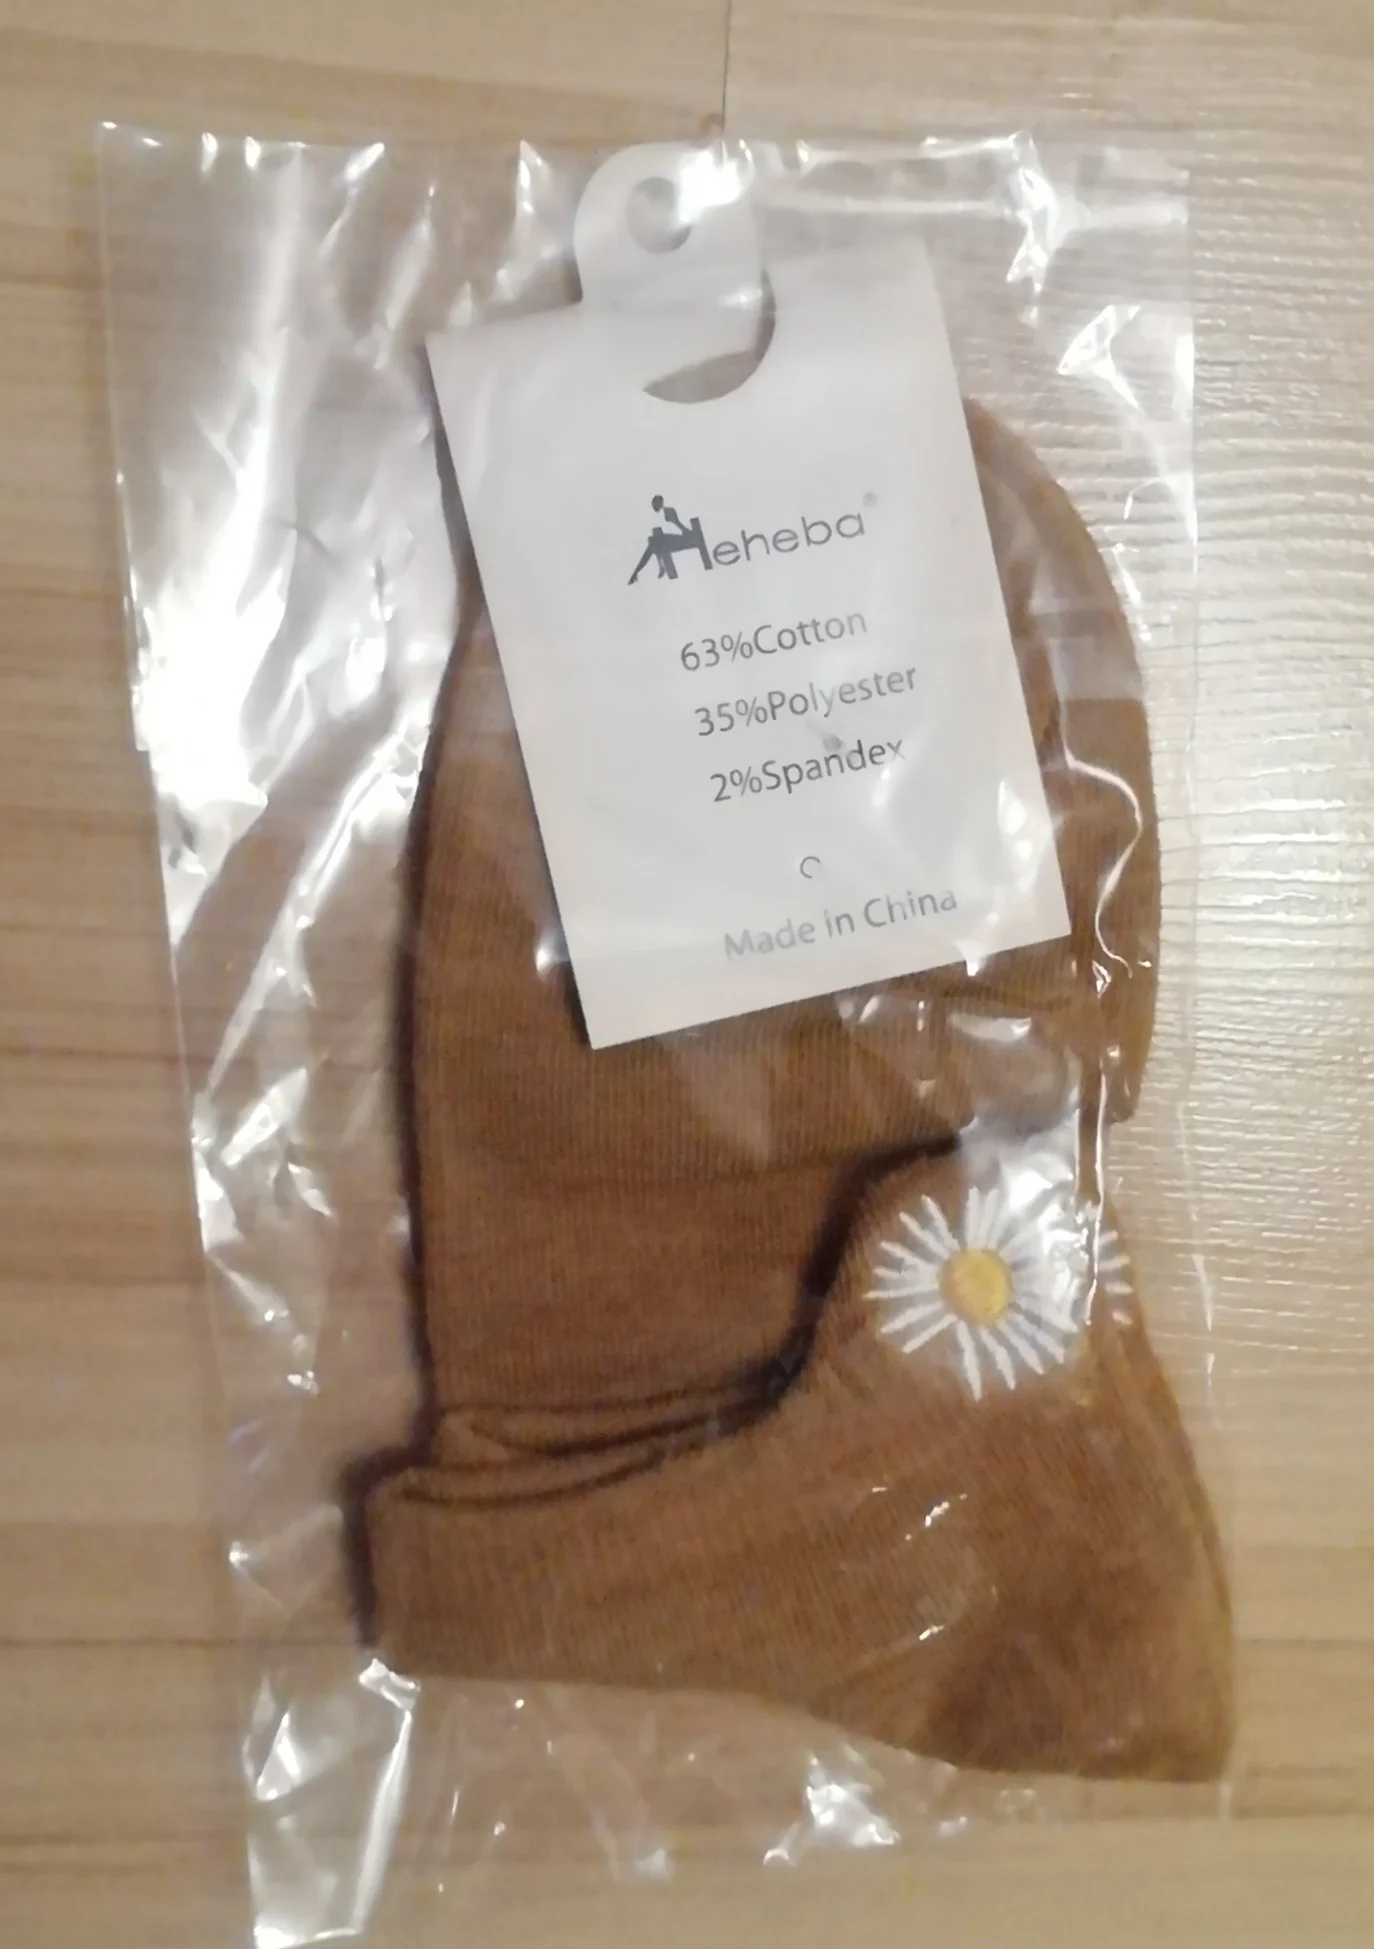 Heheba®
63%Cotton
35%Polyester
2%Spandex
C
Made in China